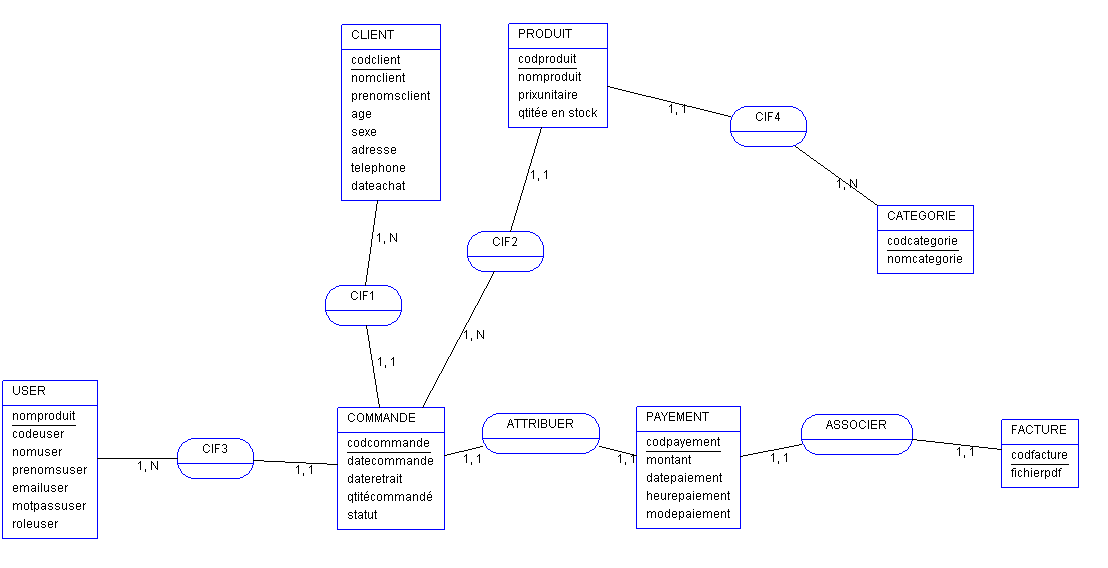 CLIENT
codclient
nomclient
prenomsclient
age
sexe
adresse
telephone
dateachat
PRODUIT
codproduit
nomproduit
prixunitaire
qtitée en stock
1, 1
CIF4
1, N
CATEGORIE
codcategorie
nomcategorie
1, 1
CIF2
1, N
1, N
CIF1
1, 1
USER
nomproduit
codeuser
nomuser
prenomsuser
emailuser
motpassuser
roleuser
1, N
CIF3
1, 1
COMMANDE
codcommande
datecommande
dateretrait
qtitécommandé
statut
1, 1
ATTRIBUER
1, 1
PAYEMENT
codpayement
montant
datepaiement
heurepaiement
modepaiement
1, 1
ASSOCIER
1, 1
FACTURE
codfacture
fichierpdf